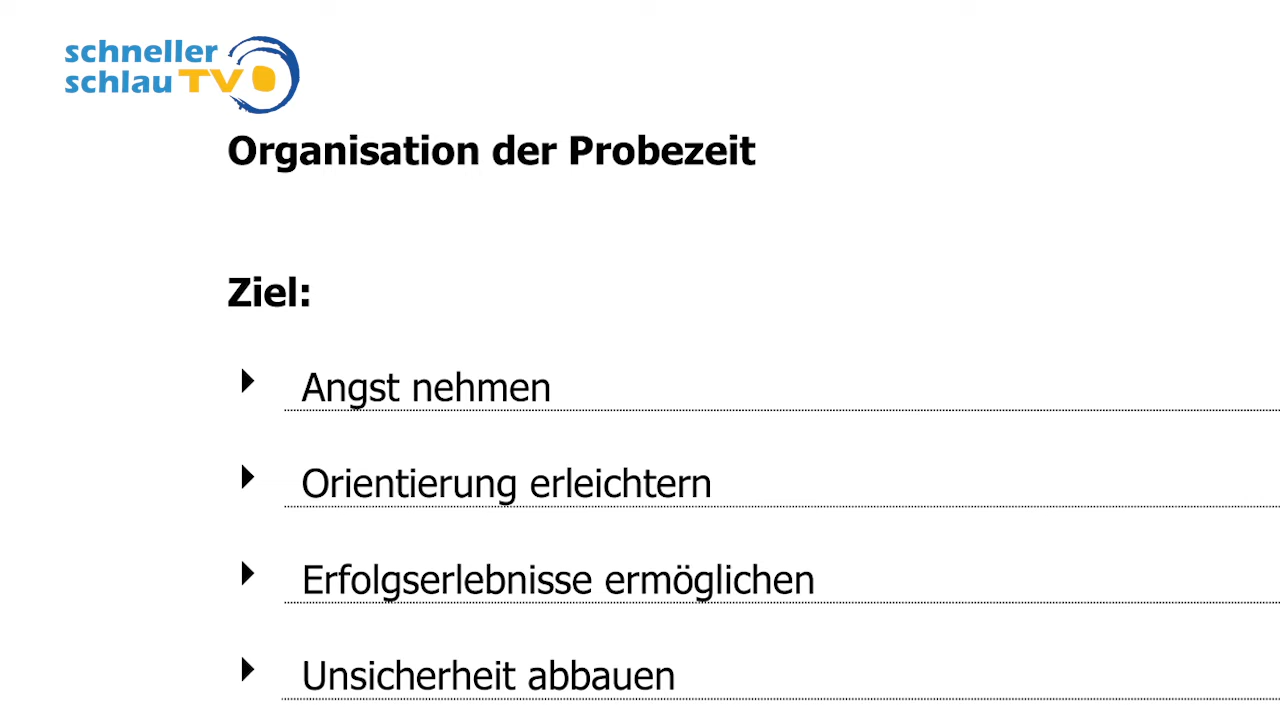 schneller
schlau TV
Organisation der Probezeit
Ziel:
Angst nehmen
Orientierung erleichtern
Erfolgserlebnisse ermöglichen
Unsicherheit abbauen